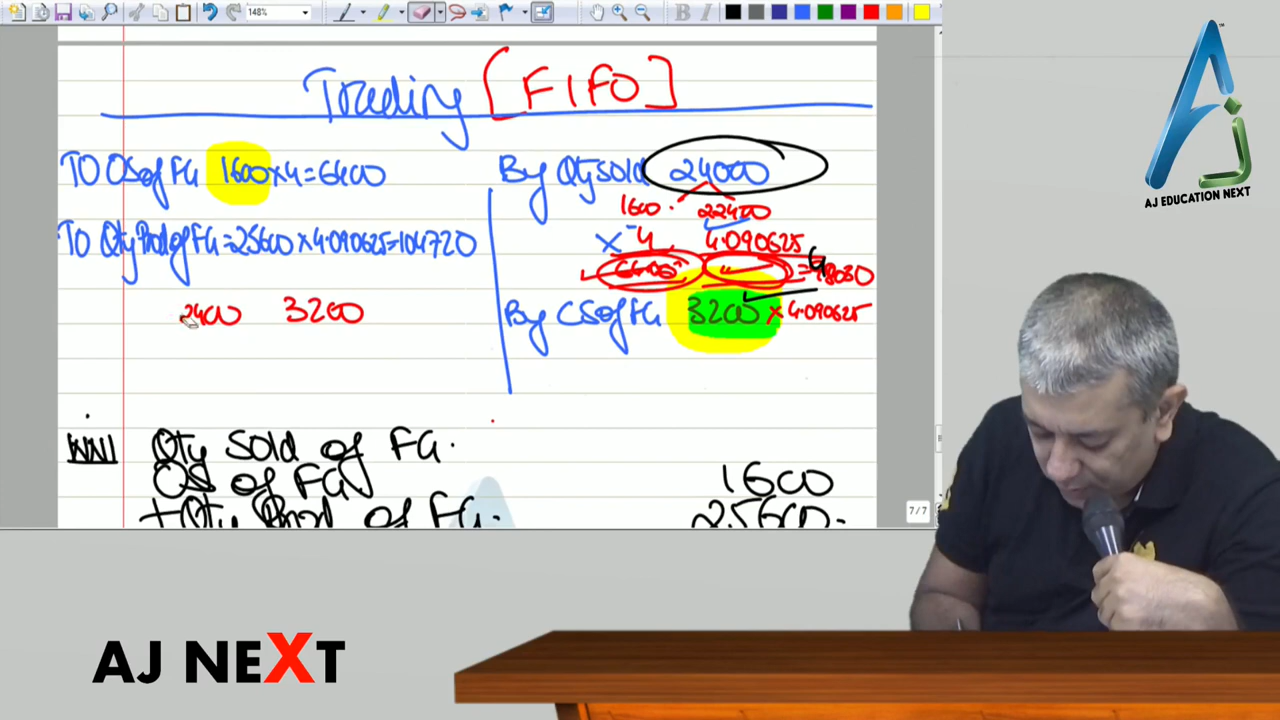 148%
B I U
Trading [FIFO]
To OS of FG 1600×4=6400
By Qty Sold 24000
1600 22400
× 4 4.090625
To Qty Prod of FG=25600×4.090625=104720
6400
2400 3200
By CS of FG 3200×4.090625
WN1 Qty Sold of FG.
OS of FG 1600
+Qty Prod of FG. 25600
7/7
AJ EDUCATION NEXT
AJ NEXT